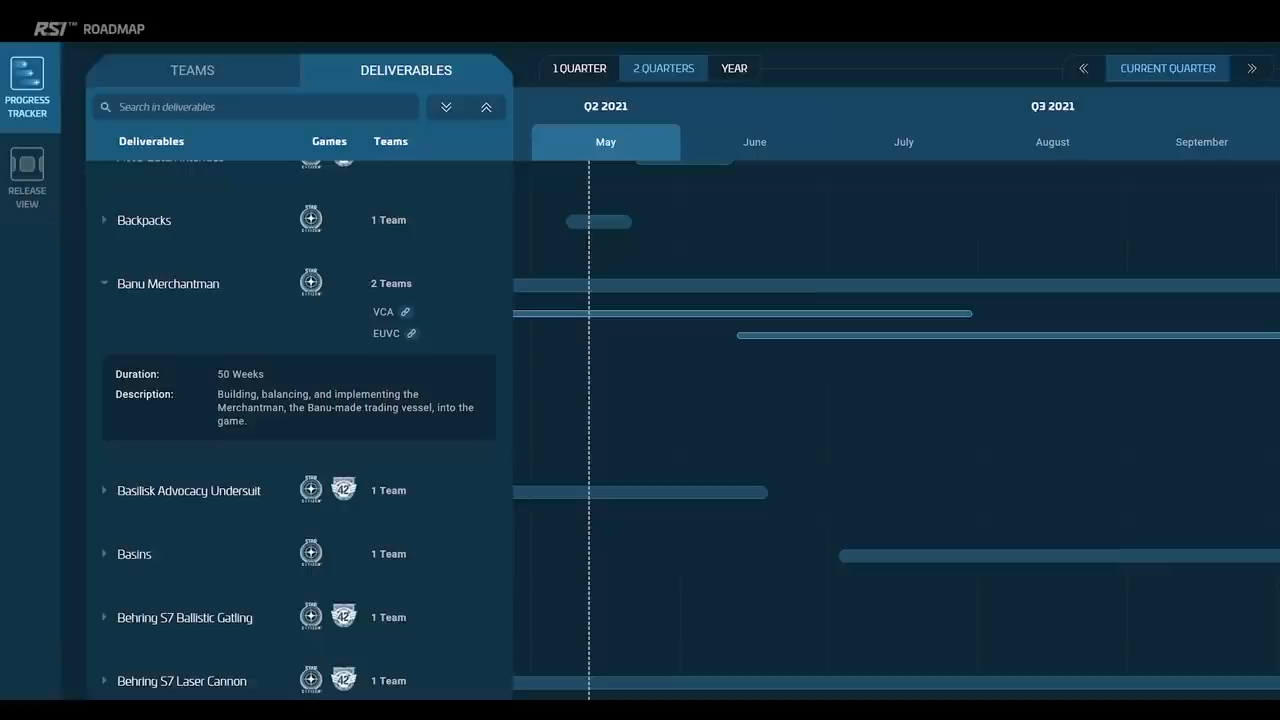 RSI™ ROADMAP
TEAMS
DELIVERABLES
1 QUARTER
2 QUARTERS
YEAR
CURRENT QUARTER
PROGRESS
TRACKER
RELEASE
VIEW
Search in deliverables
Q2 2021
Q3 2021
Deliverables
Games
Teams
May
June
July
August
September
Backpacks
1 Team
Banu Merchantman
2 Teams
VCA
EUVC
Duration:
50 Weeks
Description:
Building, balancing, and implementing the
Merchantman, the Banu-made trading vessel, into the
game.
Basilisk Advocacy Undersuit
42
1 Team
Basins
1 Team
Behring S7 Ballistic Gatling
42
1 Team
Behring S7 Laser Cannon
42
1 Team